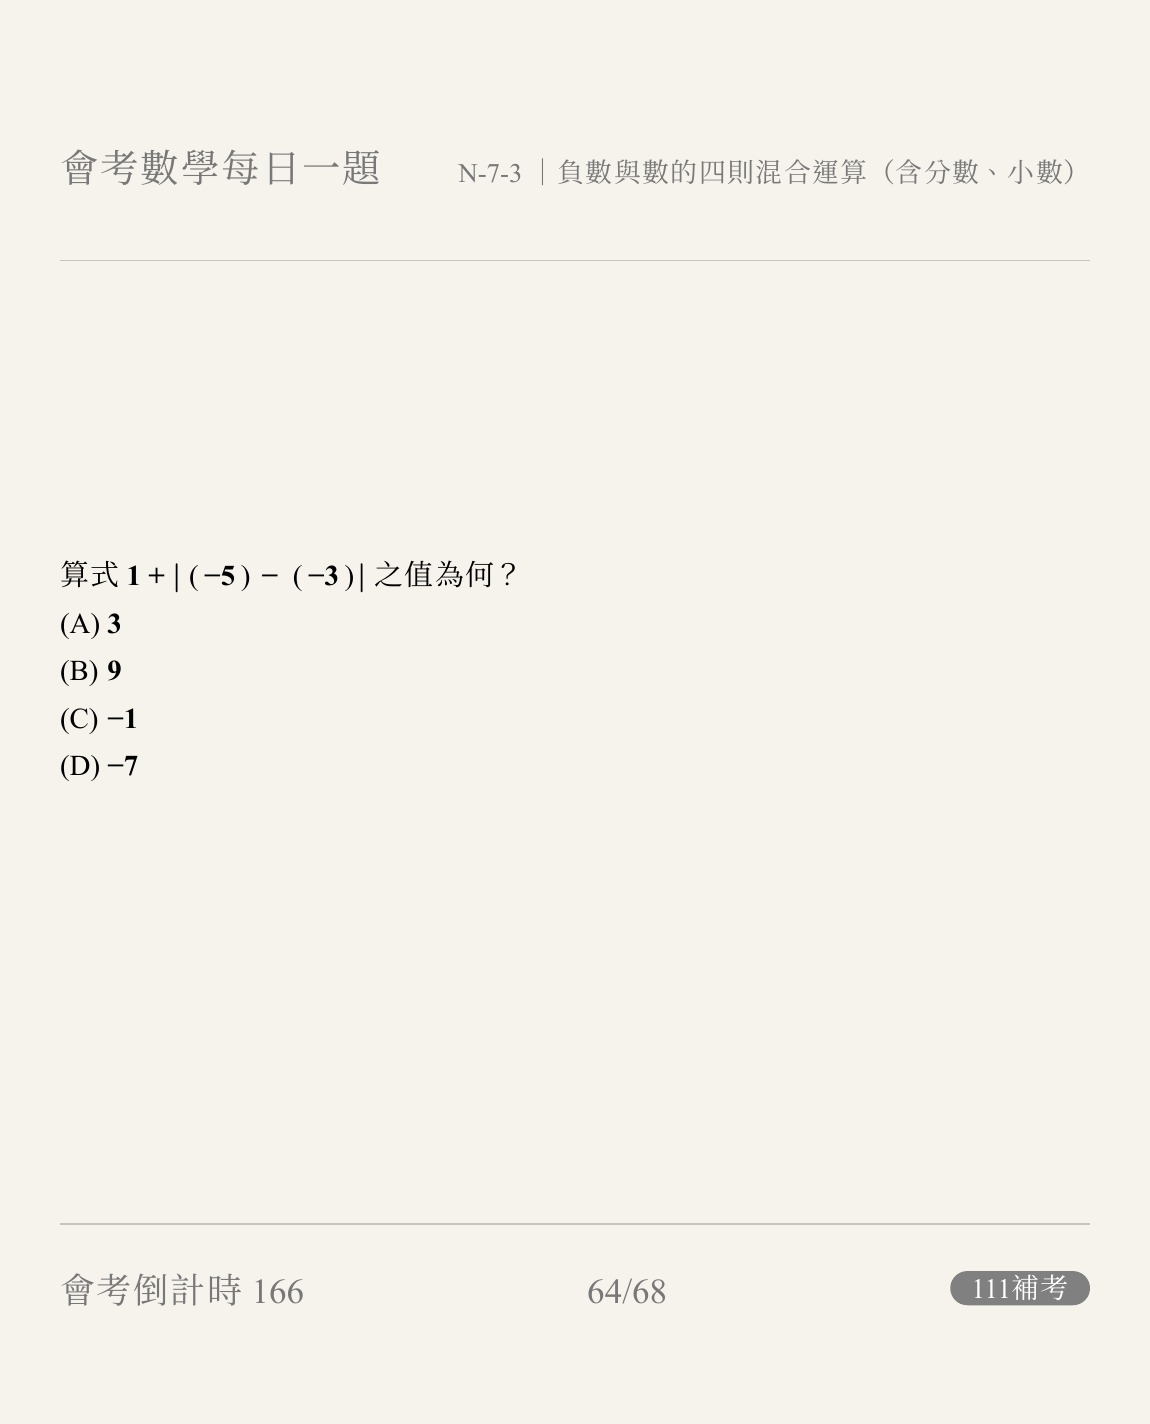 會考數學每日一題
N-7-3｜負數與數的四則混合運算（含分數、小數）
算式 1 + | ( −5 ) − ( −3 ) | 之值為何？
(A) 3
(B) 9
(C) −1
(D) −7
會考倒計時 166
64/68
111補考